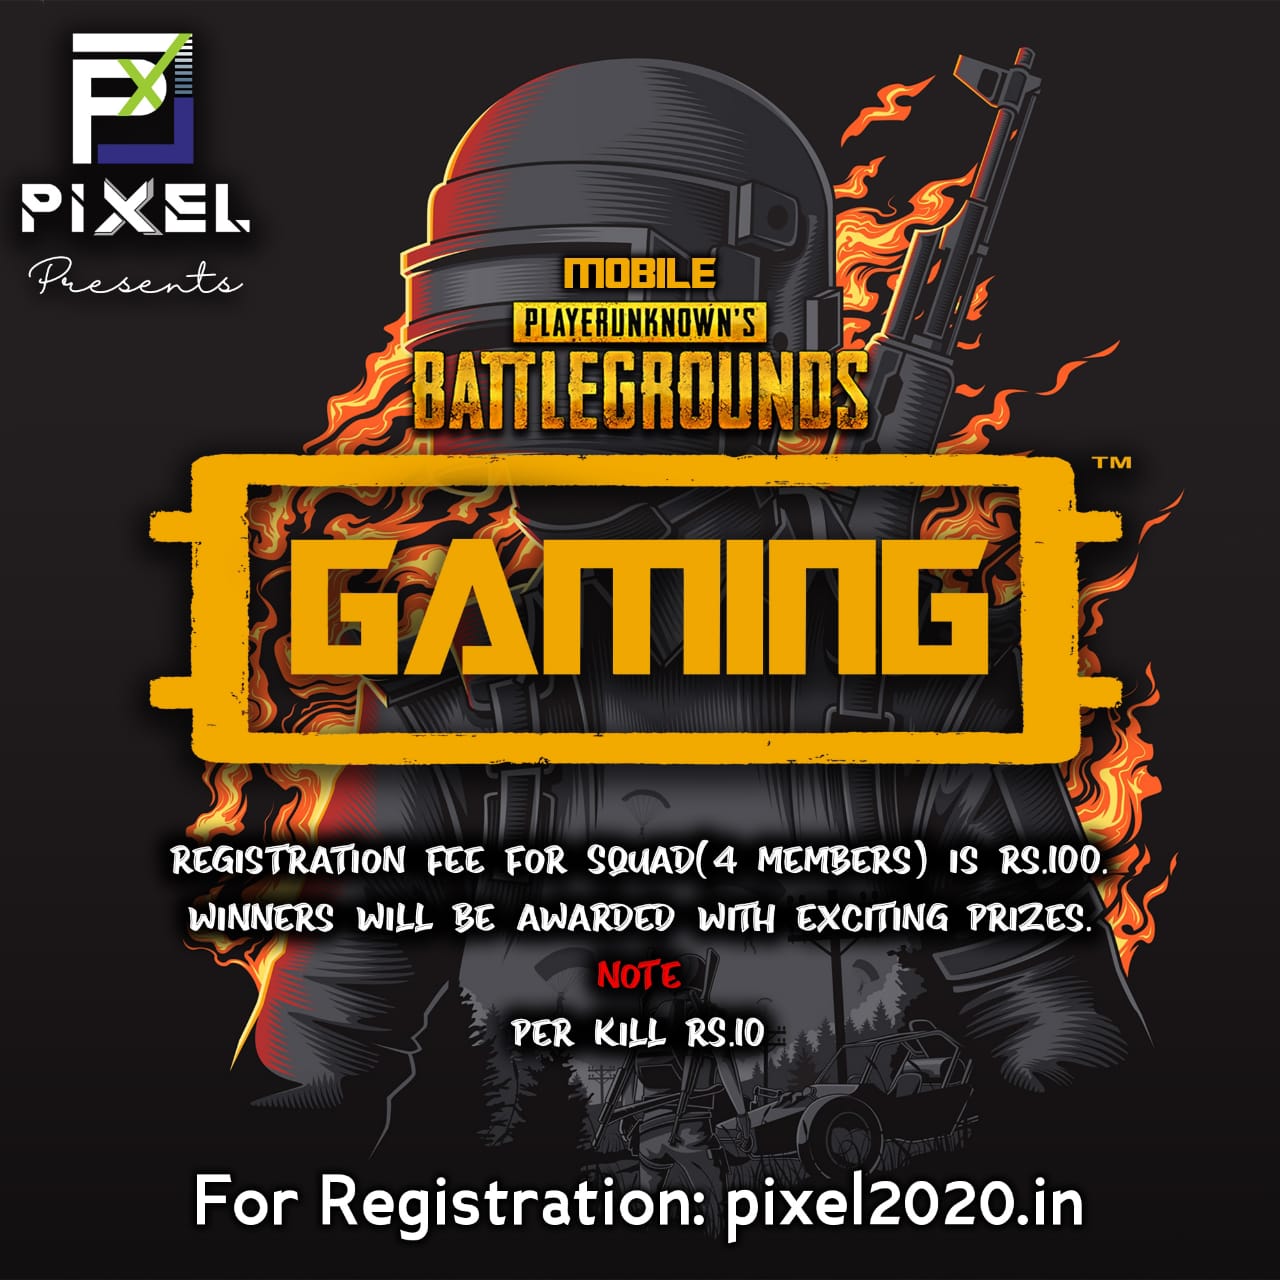 PX
PIXEL
Presents
MOBILE
PLAYERUNKNOWN'S
BATTLEGROUNDS
TM
GAMING
REGISTRATION FEE FOR SQUAD(4 MEMBERS) IS RS.100.
WINNERS WILL BE AWARDED WITH EXCITING PRIZES.
NOTE
PER KILL RS.10
For Registration: pixel2020.in